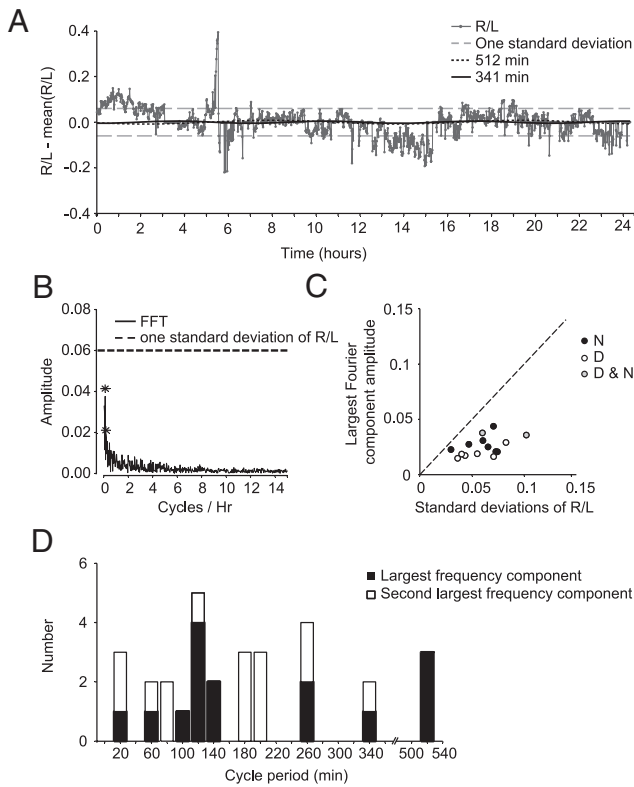 A
0.4
0.2
0.0
-0.2
-0.4
R/L - mean(R/L)
R/L
One standard deviation
512 min
341 min
0 2 4 6 8 10 12 14 15 18 20 22 24
Time (hours)
B
0.08
0.06
0.04
0.02
0.00
Amplitude
FFT
one standard deviation of R/L
0 4 8 10 12 14
Cycles / Hr
C
0.15
0.1
0.05
0
Largest Fourier
component amplitude
N
D
D & N
0 0.05 0.1 0.15
Standard deviations of R/L
D
6
4
2
0
Number
Largest frequency component
Second largest frequency component
20 60 100 140 180 220 260 300 340 500 540
Cycle period (min)